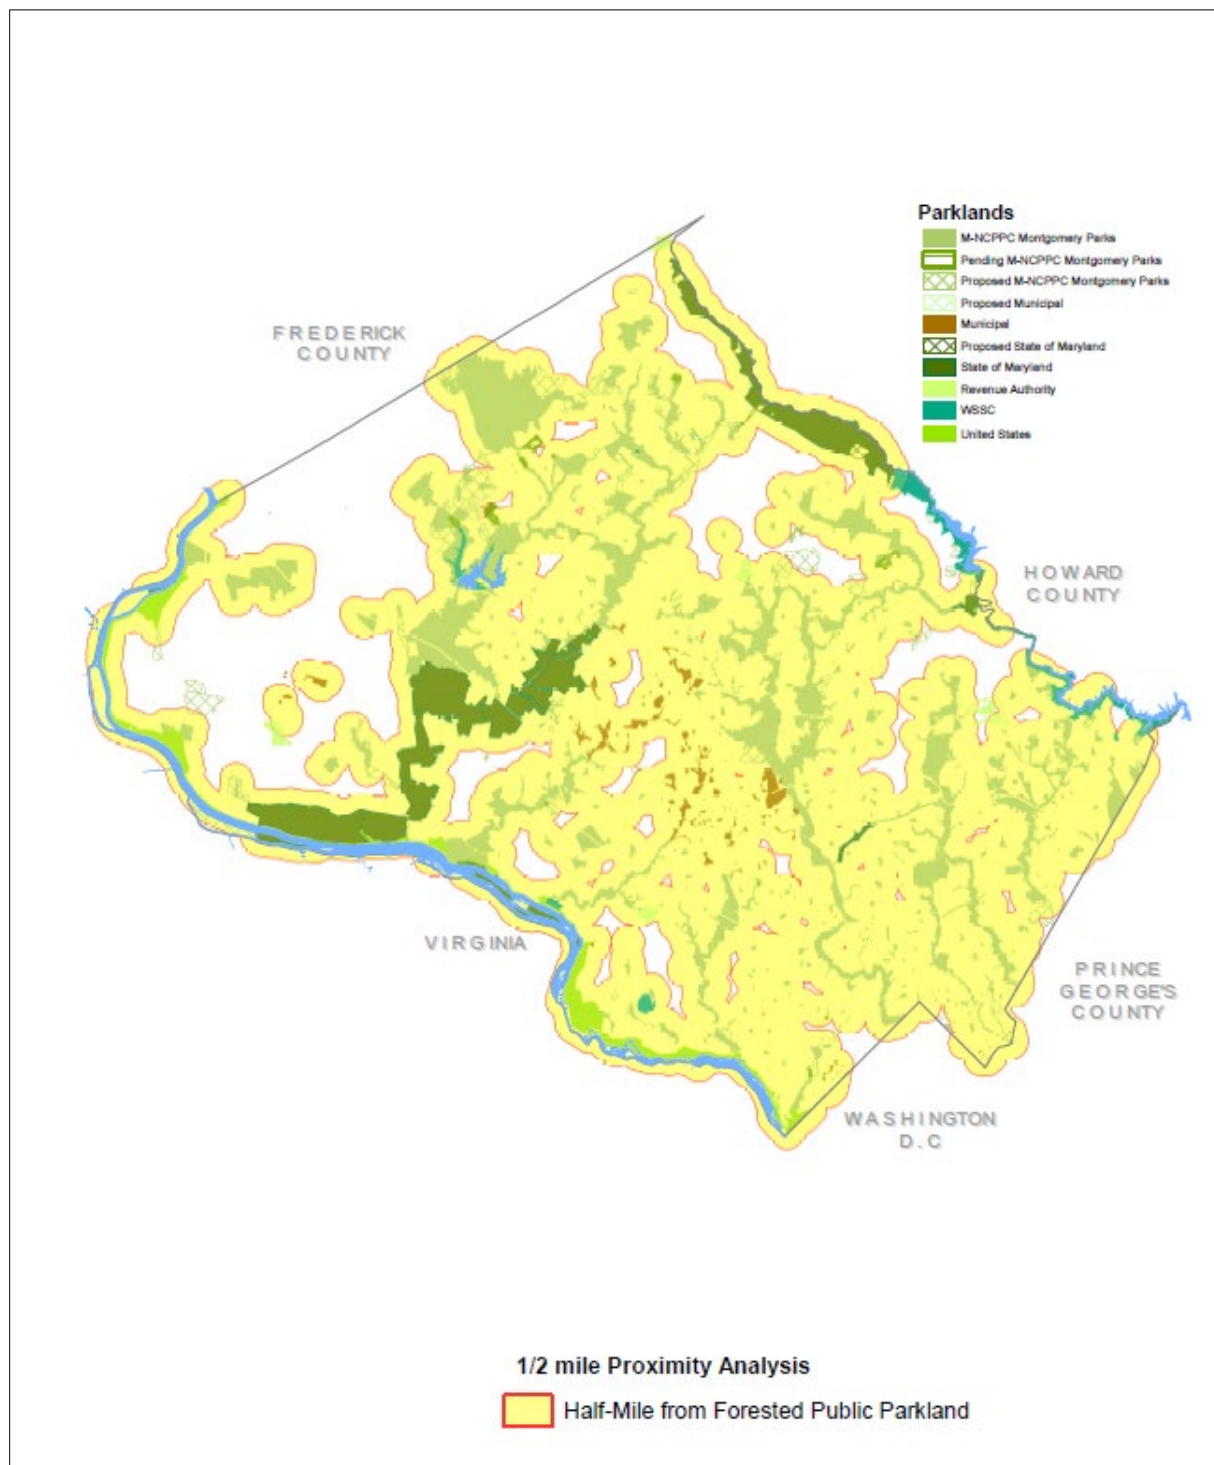 Parklands
M-NCPPC Montgomery Parks
Pending M-NCPPC Montgomery Parks
Proposed M-NCPPC Montgomery Parks
Proposed Municipal
Municipal
Proposed State of Maryland
State of Maryland
Revenue Authority
WSSC
United States
FREDERICK
COUNTY
HOWARD
COUNTY
VIRGINIA
PRINCE
GEORGE'S
COUNTY
WASHINGTON
D.C
1/2 mile Proximity Analysis
Half-Mile from Forested Public Parkland